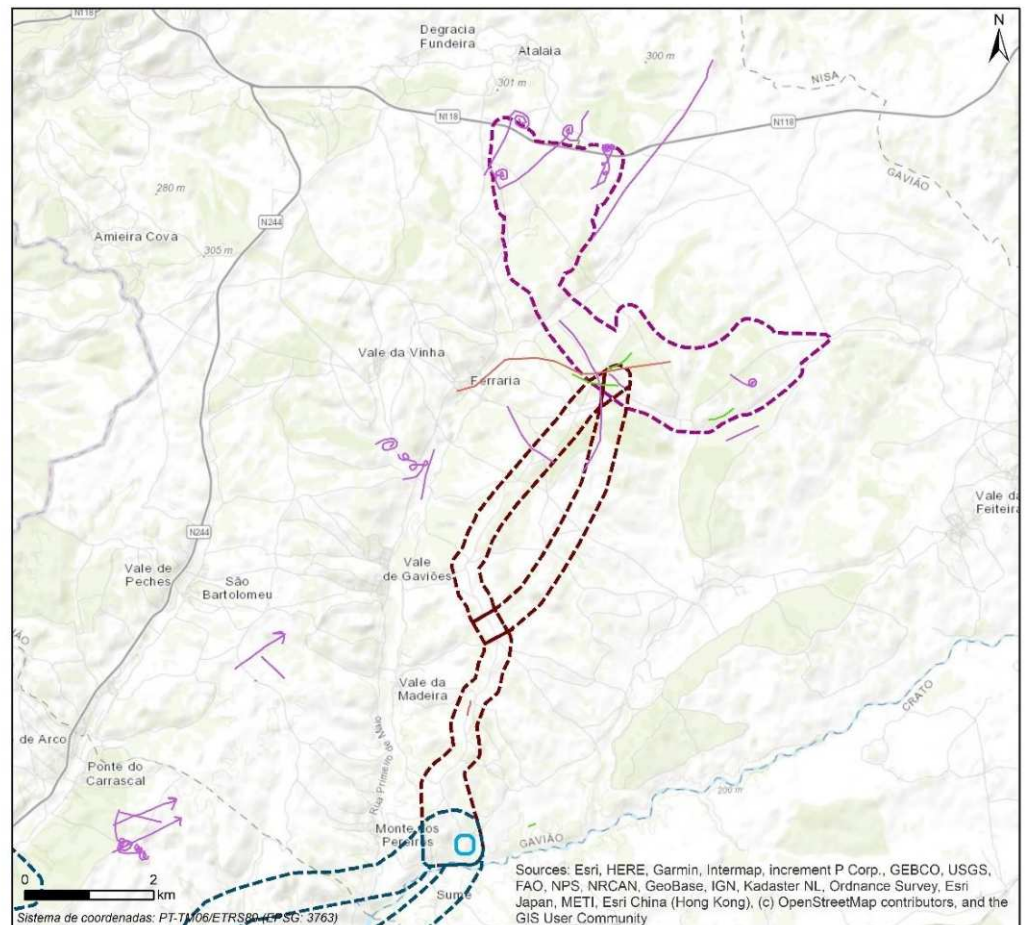 N118
Degracia
Fundeira
Atalaia
N
300 m
301 m
NISA
N118
N118
GAVIÃO
280 m
N244
Amieira Cova
305 m
Vale da Vinha
Ferraria
Vale da
Feiteira
N244
Vale de
Peches
São
Bartolomeu
Vale
de Gaviões
Vale da
Madeira
CRATO
de Arco
Ponte do
Carrascal
Rua Primeiro de Maio
200 m
Monte dos
Pereiros
GAVIÃO
Sume
0 2
km
Sistema de coordenadas: PT-TM06/ETRS89 (EPSG: 3763)
Sources: Esri, HERE, Garmin, Intermap, increment P Corp., GEBCO, USGS,
FAO, NPS, NRCAN, GeoBase, IGN, Kadaster NL, Ordnance Survey, Esri
Japan, METI, Esri China (Hong Kong), (c) OpenStreetMap contributors, and the
GIS User Community